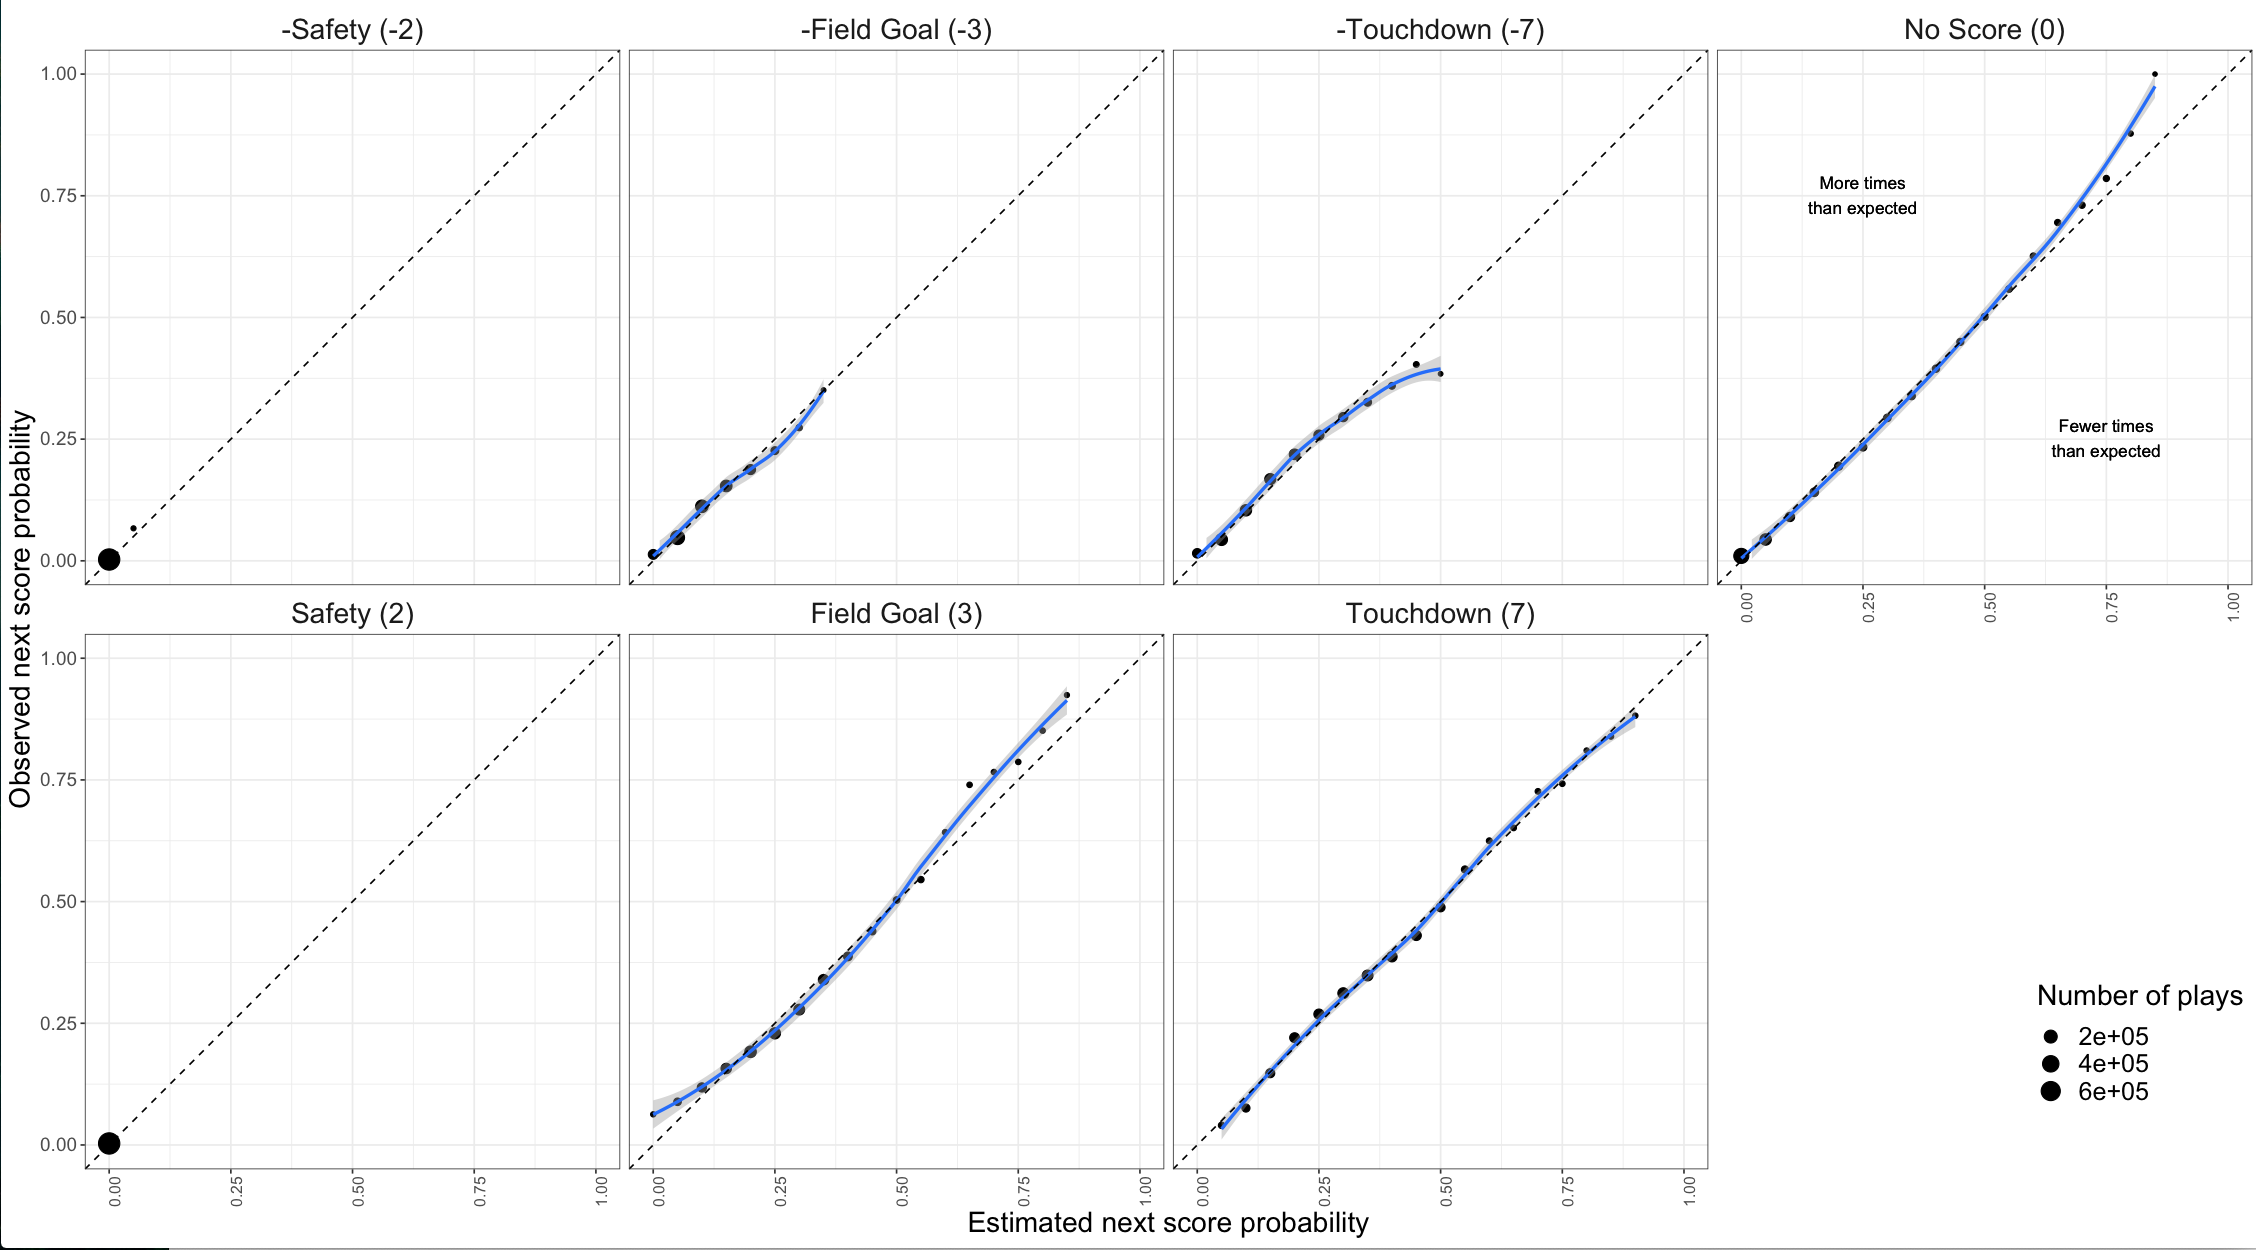 -Safety (-2)
-Field Goal (-3)
-Touchdown (-7)
No Score (0)
1.00
0.75
0.50
0.25
0.00
More times
than expected
Fewer times
than expected
0.00
0.25
0.50
0.75
1.00
Observed next score probability
Safety (2)
Field Goal (3)
Touchdown (7)
1.00
0.75
0.50
0.25
0.00
0.00
0.25
0.50
0.75
1.00
0.00
0.25
0.50
0.75
1.00
0.00
0.25
0.50
0.75
1.00
Estimated next score probability
Number of plays
2e+05
4e+05
6e+05